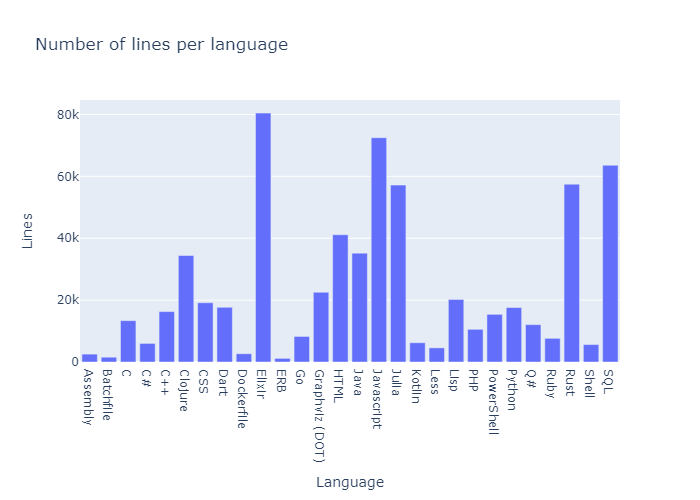 Number of lines per language
Lines
80k
60k
40k
20k
0
Assembly
Batchfile
C
C#
C++
Clojure
CSS
Dart
Dockerfile
Elixir
ERB
Go
Graphviz (DOT)
HTML
Java
Javascript
Julia
Kotlin
Less
Lisp
PHP
PowerShell
Python
Q#
Ruby
Rust
Shell
SQL
Language